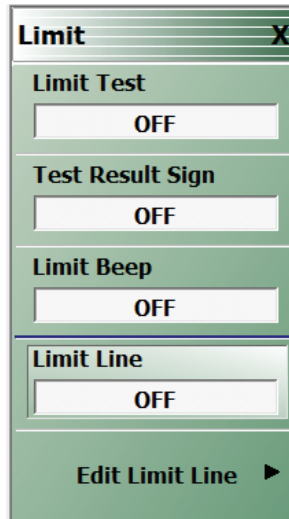 Limit X
Limit Test
OFF
Test Result Sign
OFF
Limit Beep
OFF
Limit Line
OFF
Edit Limit Line ►